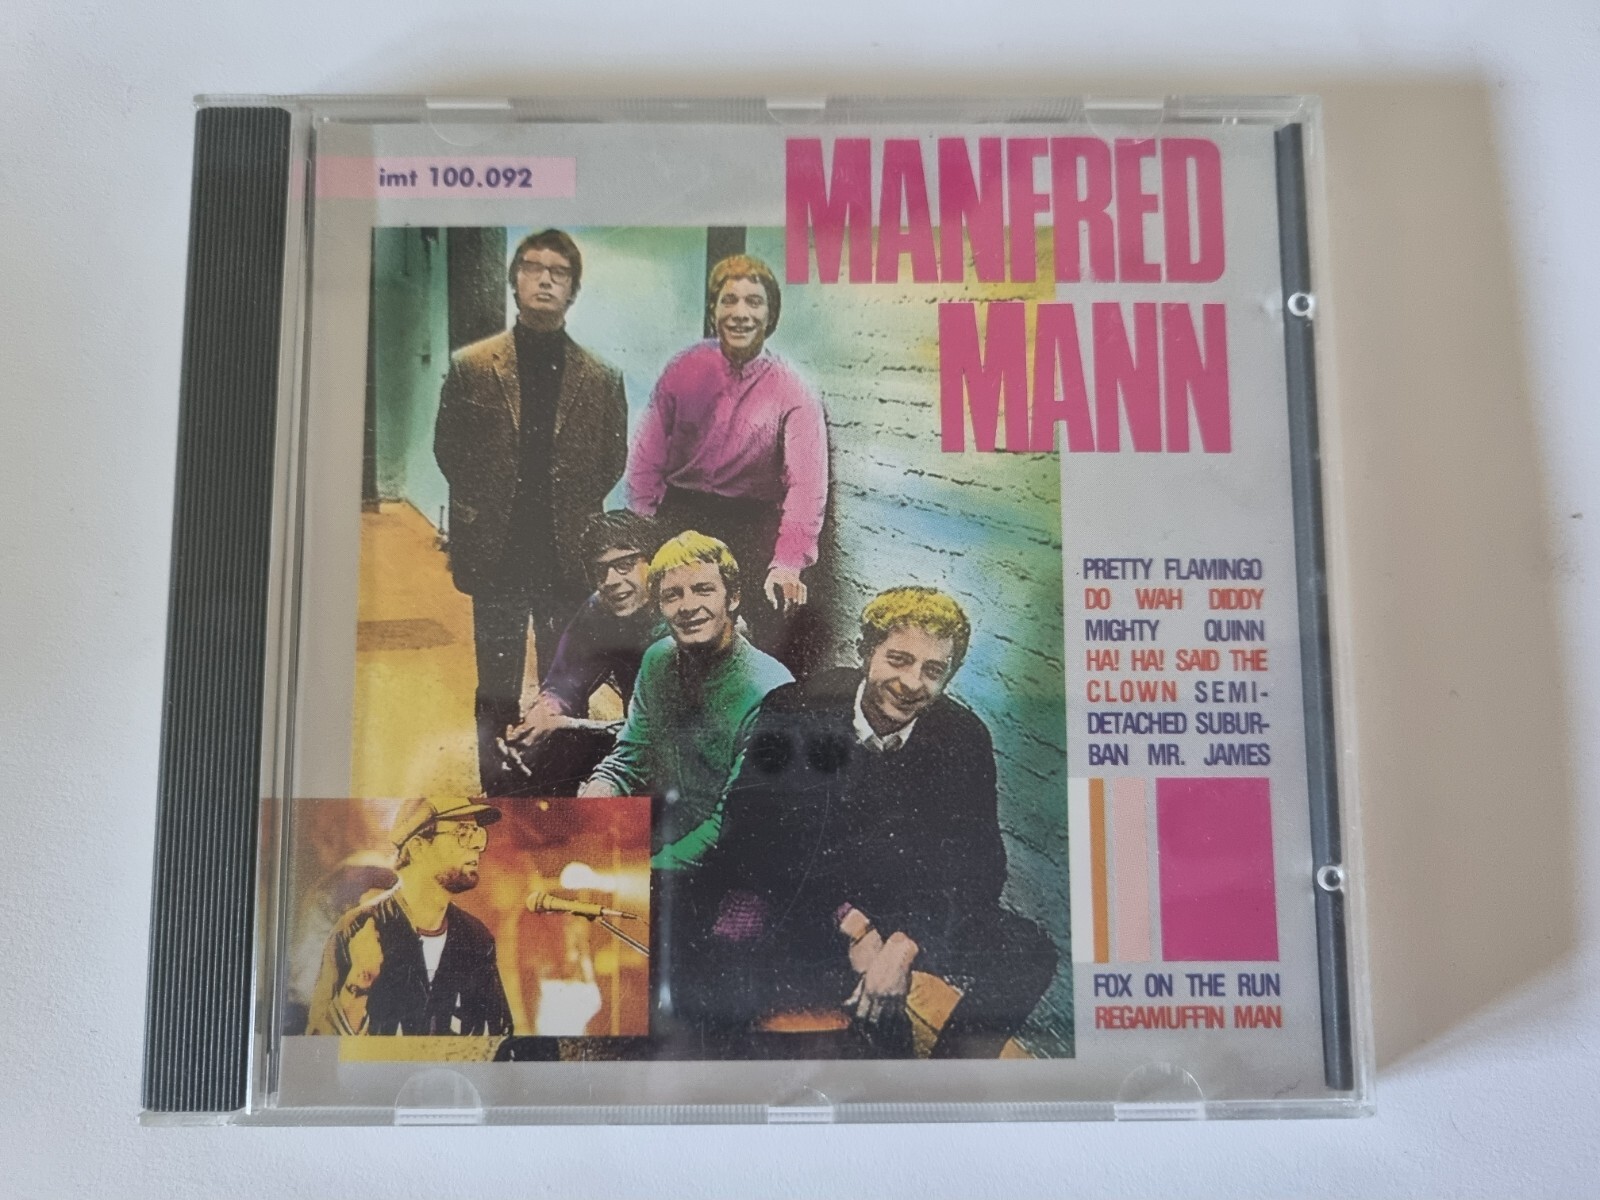 imt 100.092
MANFRED
MANN
PRETTY FLAMINGO
DO WAH DIDDY
MIGHTY QUINN
HA! HA! SAID THE
CLOWN SEMI-
DETACHED SUBUR-
BAN MR. JAMES
FOX ON THE RUN
REGAMUFFIN MAN